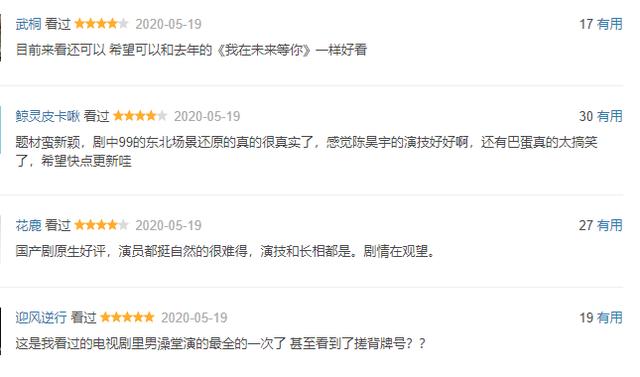 武桐 看过 2020-05-19 17 有用
目前来看还可以 希望可以和去年的《我在未来等你》一样好看
鲸灵皮卡啾 看过 2020-05-19 30 有用
题材蛮新颖，剧中99的东北场景还原的真的很真实了，感觉陈昊宇的演技好好啊，还有巴蛋真的大搞笑
了，希望快点更新哇
花鹿 看过 2020-05-19 27 有用
国产剧原生好评，演员都挺自然的很难得，演技和长相都是。剧情在观望。
迎风逆行 看过 2020-05-19 19 有用
这是我看过的电视剧里男澡堂演的最全的一次了 甚至看到了搓背牌号？？